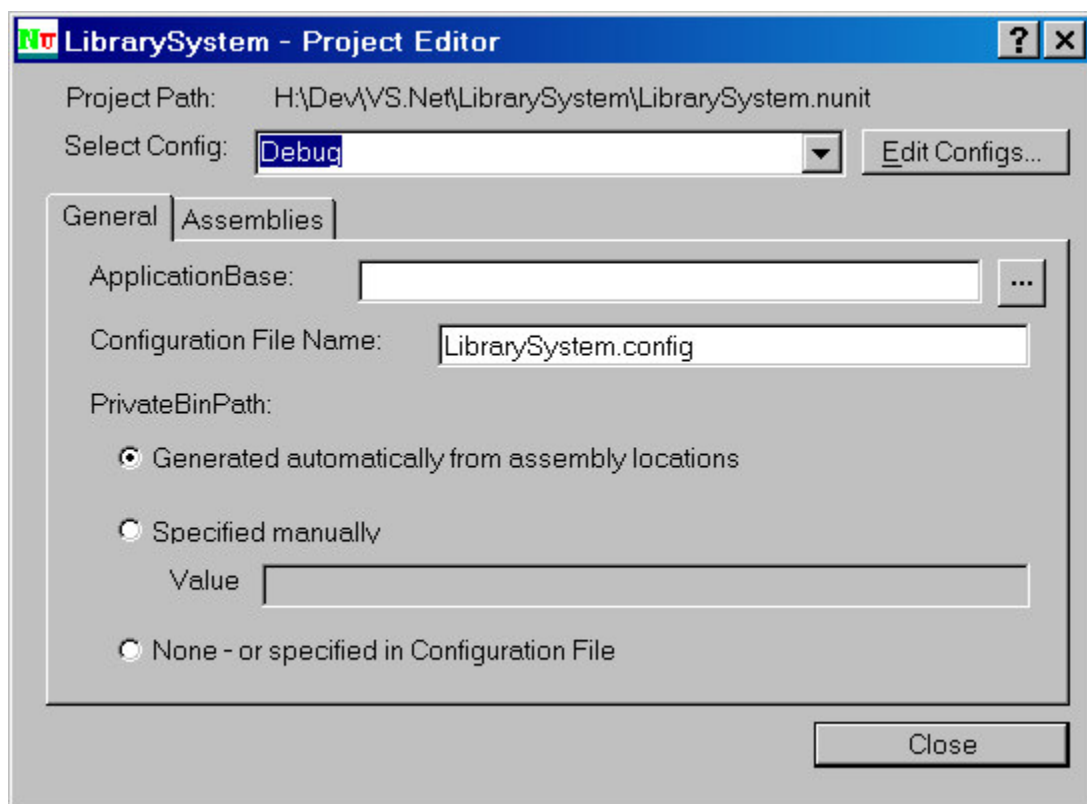 Nu LibrarySystem - Project Editor ? ×
Project Path: H:\Dev\VS.Net\LibrarySystem\LibrarySystem.nunit
Select Config: Debug Edit Configs...
General Assemblies
ApplicationBase: ...
Configuration File Name: LibrarySystem.config
PrivateBinPath:
Generated automatically from assembly locations
Specified manually
Value
None - or specified in Configuration File
Close